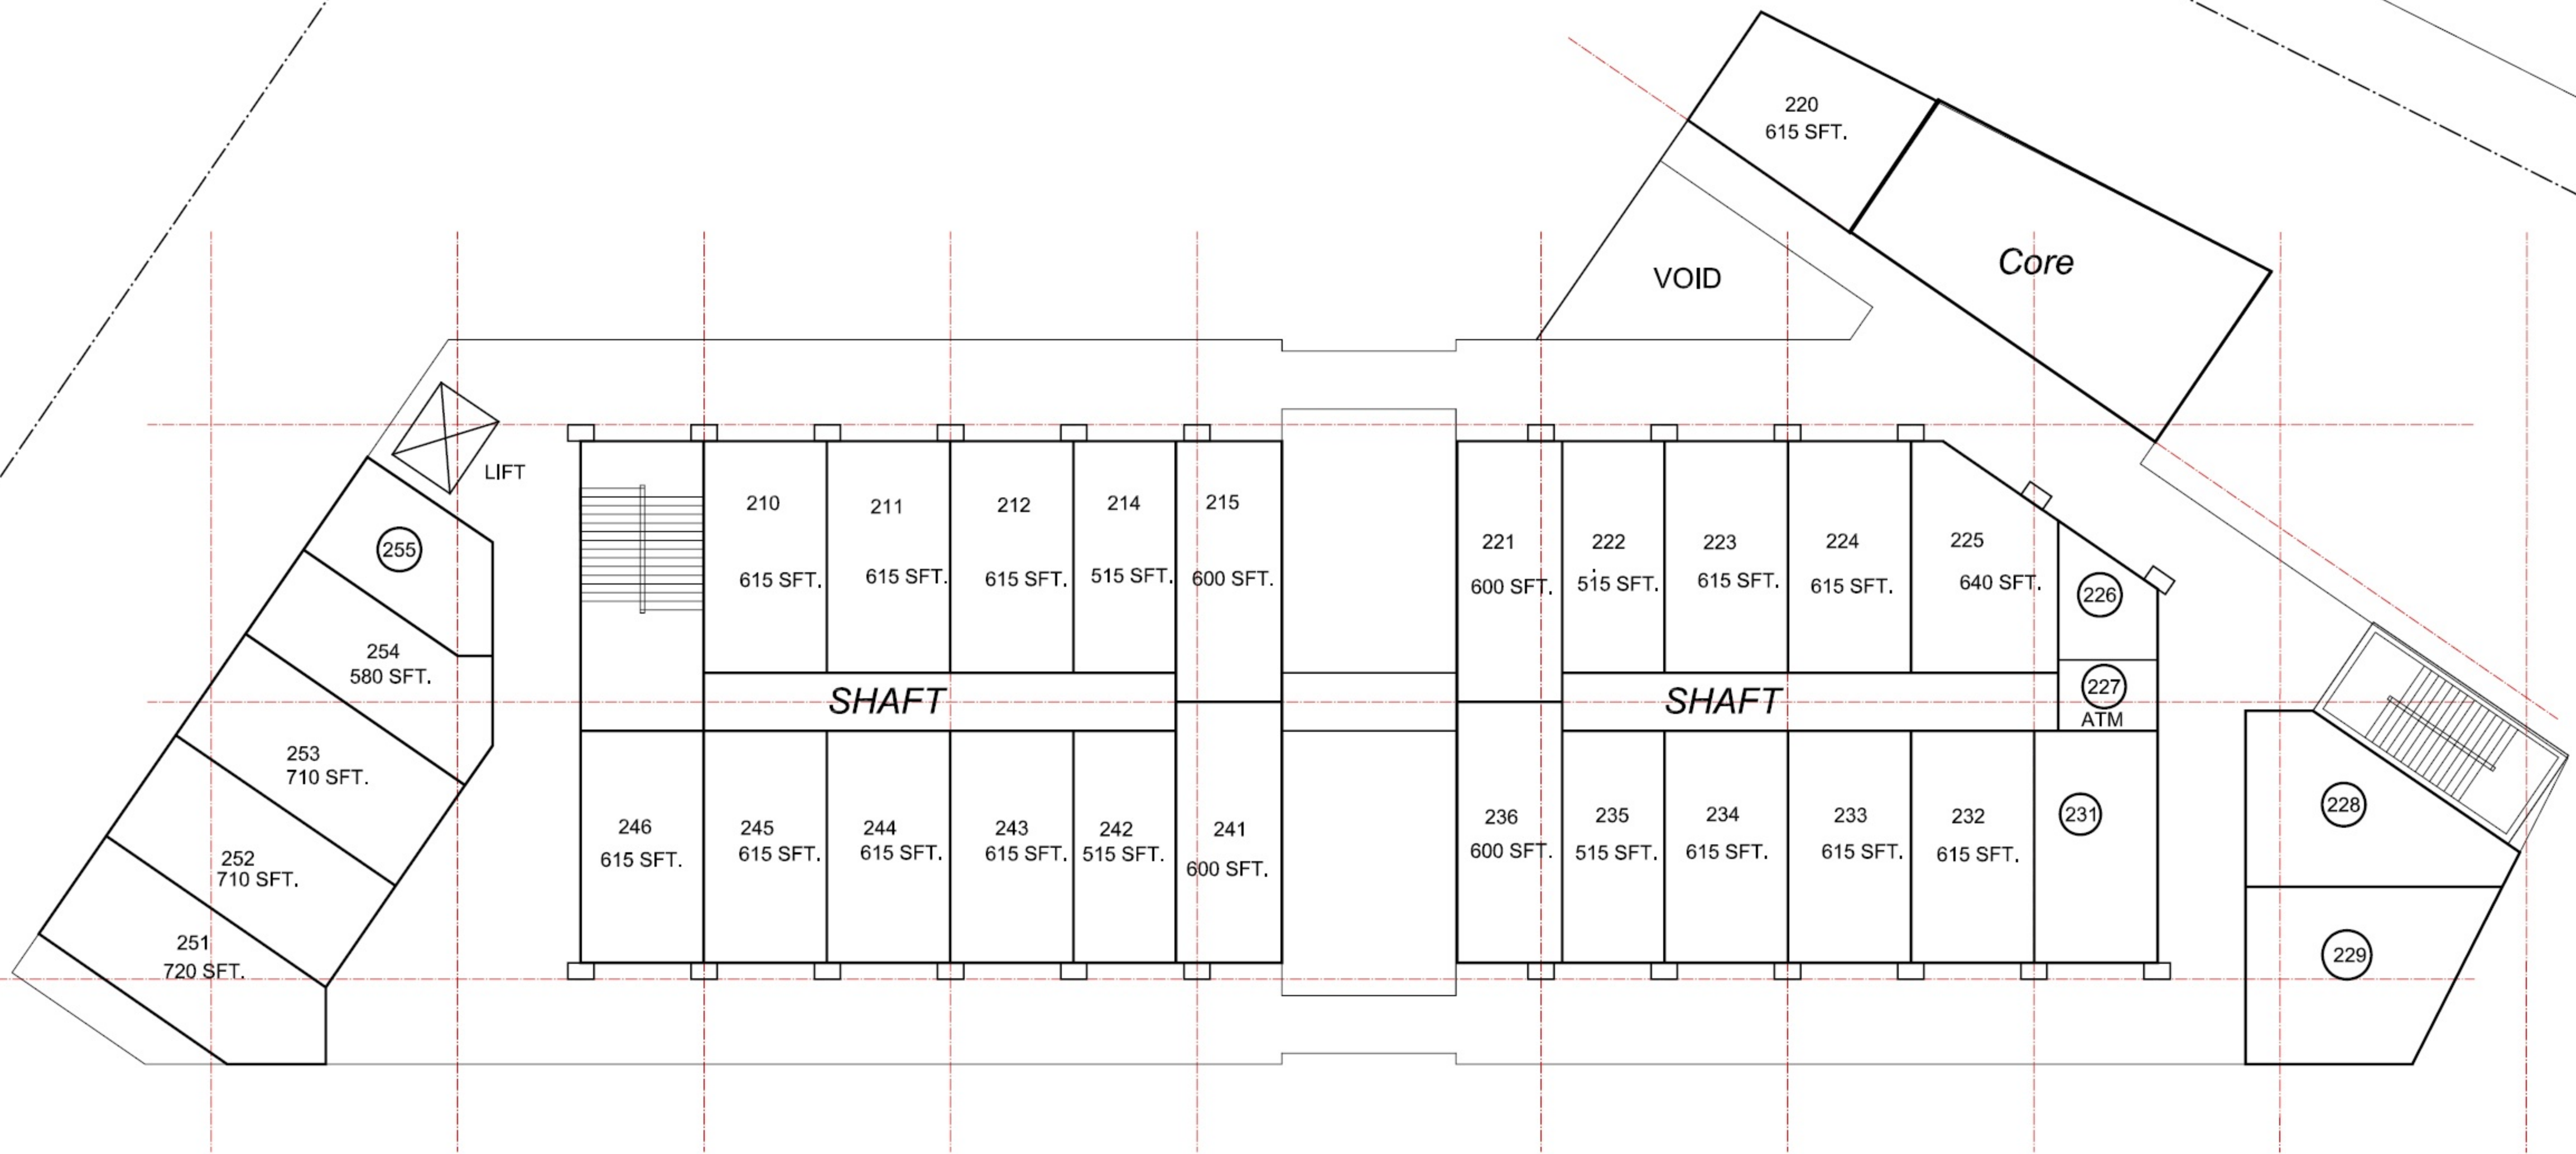 220
615 SFT.
Core
VOID
LIFT
255
254
580 SFT.
253
710 SFT.
252
710 SFT.
251
720 SFT.
210
615 SFT.
211
615 SFT.
212
615 SFT.
214
515 SFT.
215
600 SFT.
SHAFT
246
615 SFT.
245
615 SFT.
244
615 SFT.
243
615 SFT.
242
515 SFT.
241
600 SFT.
221
600 SFT.
222
515 SFT.
223
615 SFT.
224
615 SFT.
225
640 SFT.
226
227
ATM
SHAFT
236
600 SFT.
235
515 SFT.
234
615 SFT.
233
615 SFT.
232
615 SFT.
231
228
229